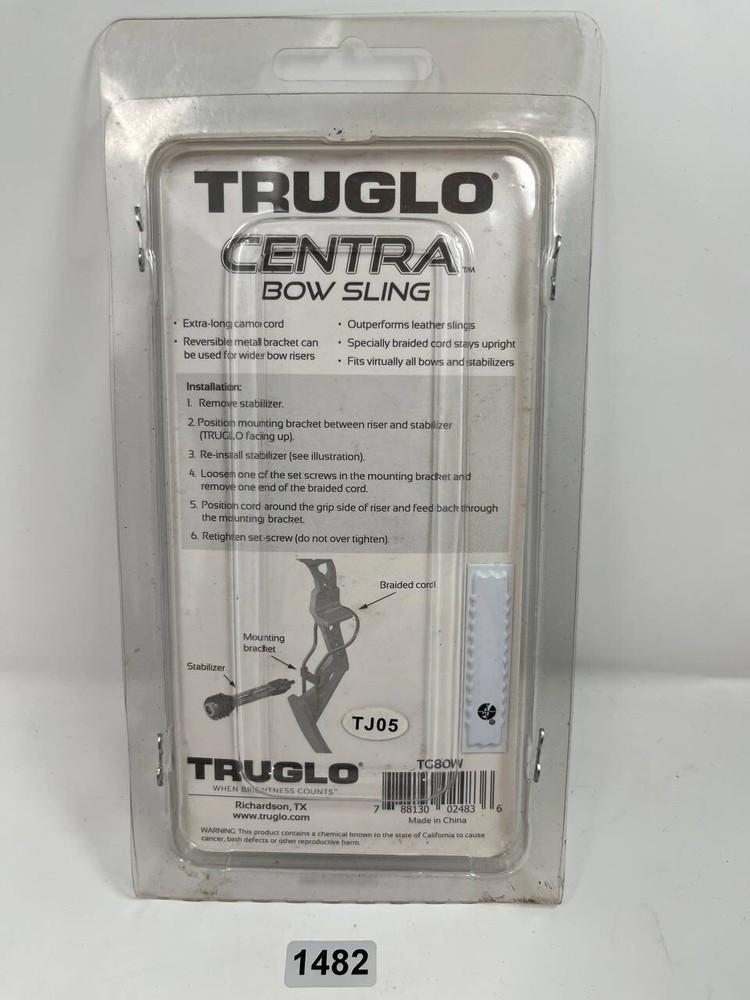 TRUGLO®
CENTRA™
BOW SLING
• Extra-long camo cord
• Reversible metal bracket can
be used for wider bow risers
• Outperforms leather slings
• Specially braided cord stays upright
• Fits virtually all bows and stabilizers
Installation:
1. Remove stabilizer.
2. Position mounting bracket between riser and stabilizer
(TRUGLO facing up).
3. Re-install stabilizer (see illustration).
4. Loosen one of the set screws in the mounting bracket and
remove one end of the braided cord.
5. Position cord around the grip side of riser and feed back through
the mounting bracket.
6. Retighten set-screw (do not over tighten).
Braided cord
Mounting
bracket
Stabilizer
TJ05
TRUGLO®
WHEN BRIGHTNESS COUNTS™
Richardson, TX
www.truglo.com
TG80W
7 88130 02483 6
Made in China
WARNING: This product contains a chemical known to the state of California to cause
cancer, birth defects or other reproductive harm.
1482